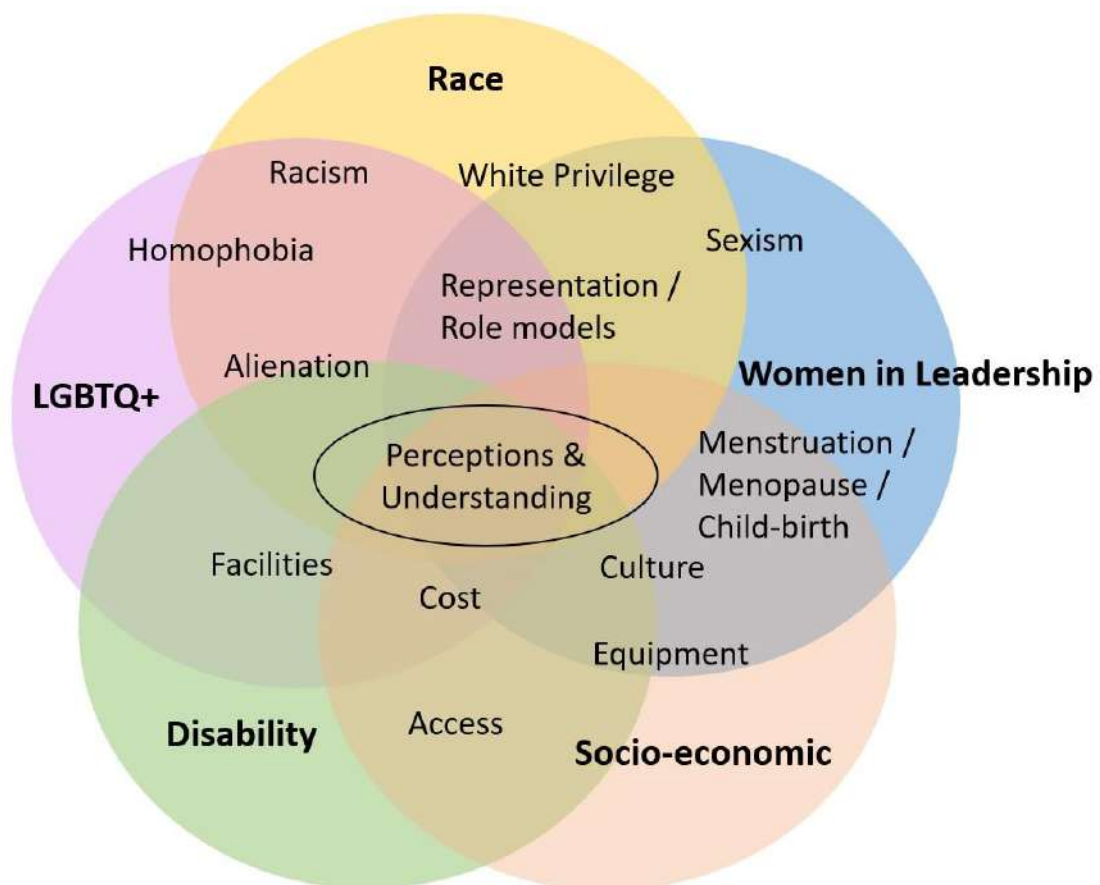 Race
Racism
White Privilege
Homophobia
Sexism
Representation /
Role models
Alienation
LGBTQ+
Women in Leadership
Perceptions &
Understanding
Menstruation /
Menopause /
Child-birth
Facilities
Culture
Cost
Equipment
Access
Disability
Socio-economic